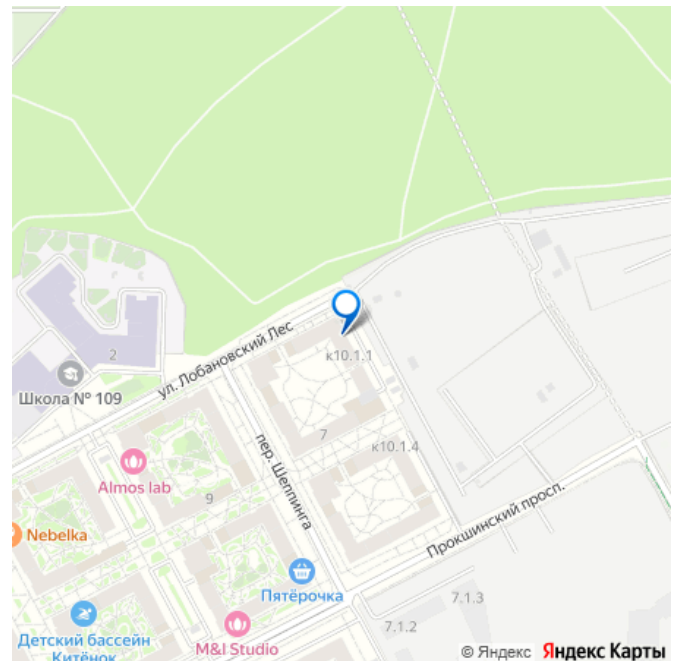 ул. Лобановский Лес
к10.1.1
2
Школа № 109
7
к10.1.4
пер. Шеппинга
Almos lab
9
Прокшинский просп.
Nebelka
Пятёрочка
7.1.3
7.1.2
Детский бассейн
Китёнок
M&I Studio
© Яндекс Яндекс Карты